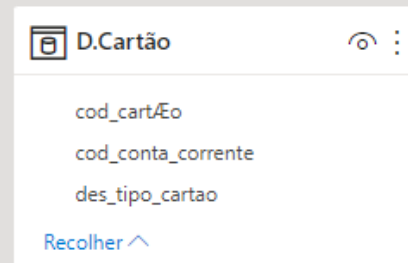 D.Cartão
cod_cartÆo
cod_conta_corrente
des_tipo_cartao
Recolher